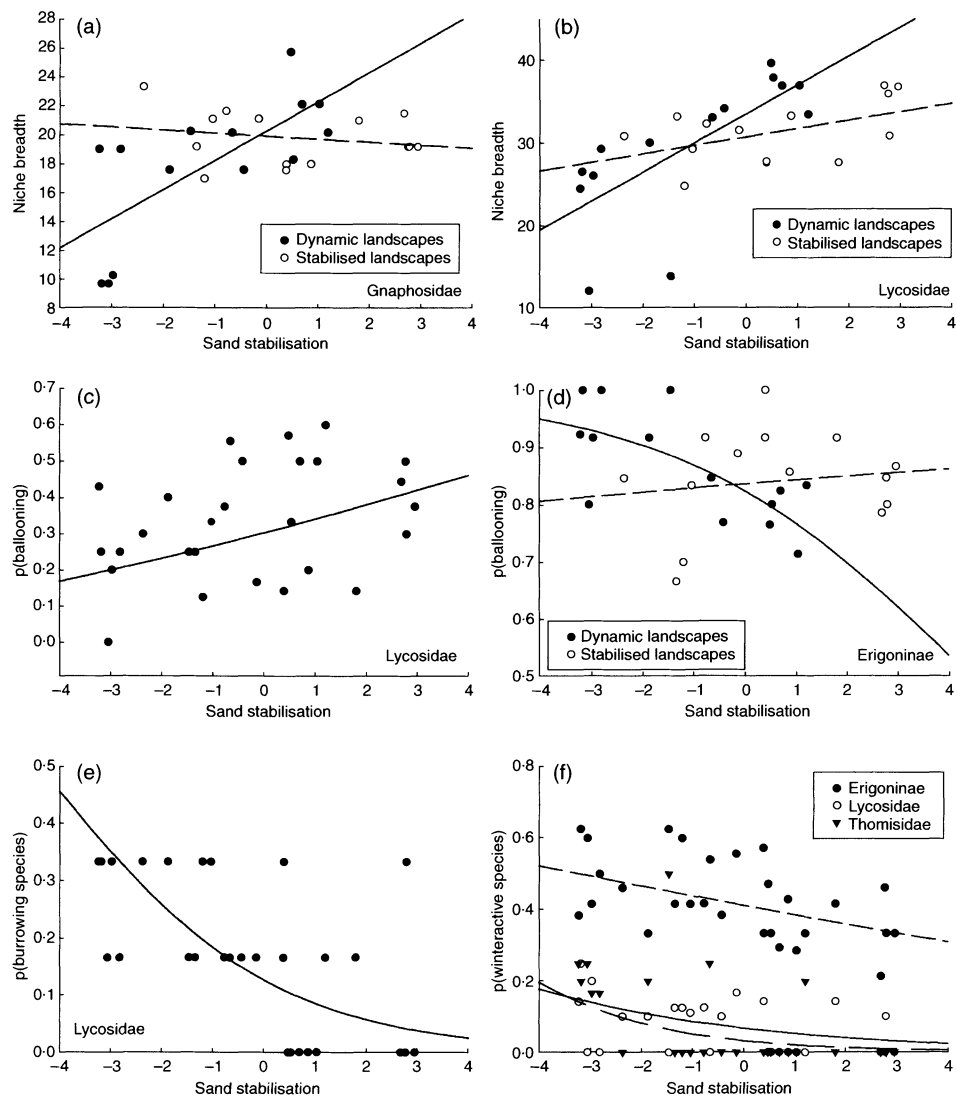 (a)
28
26
24
22
20
18
16
14
12
10
8
Niche breadth
Dynamic landscapes
Stabilised landscapes
Gnaphosidae
−4 −3 −2 −1 0 1 2 3 4
Sand stabilisation
(b)
40
30
20
10
Niche breadth
Dynamic landscapes
Stabilised landscapes
Lycosidae
−4 −3 −2 −1 0 1 2 3 4
Sand stabilisation
(c)
0·7
0·6
0·5
0·4
0·3
0·2
0·1
0·0
p(ballooning)
Lycosidae
−4 −3 −2 −1 0 1 2 3 4
Sand stabilisation
(d)
1·0
0·9
0·8
0·7
0·6
0·5
p(ballooning)
Dynamic landscapes
Stabilised landscapes
Erigoninae
−4 −3 −2 −1 0 1 2 3 4
Sand stabilisation
(e)
0·5
0·4
0·3
0·2
0·1
0·0
p(burrowing species)
Lycosidae
−4 −3 −2 −1 0 1 2 3 4
Sand stabilisation
(f)
0·8
0·6
0·4
0·2
0·0
p(winteractive species)
Erigoninae
Lycosidae
Thomisidae
−4 −3 −2 −1 0 1 2 3 4
Sand stabilisation